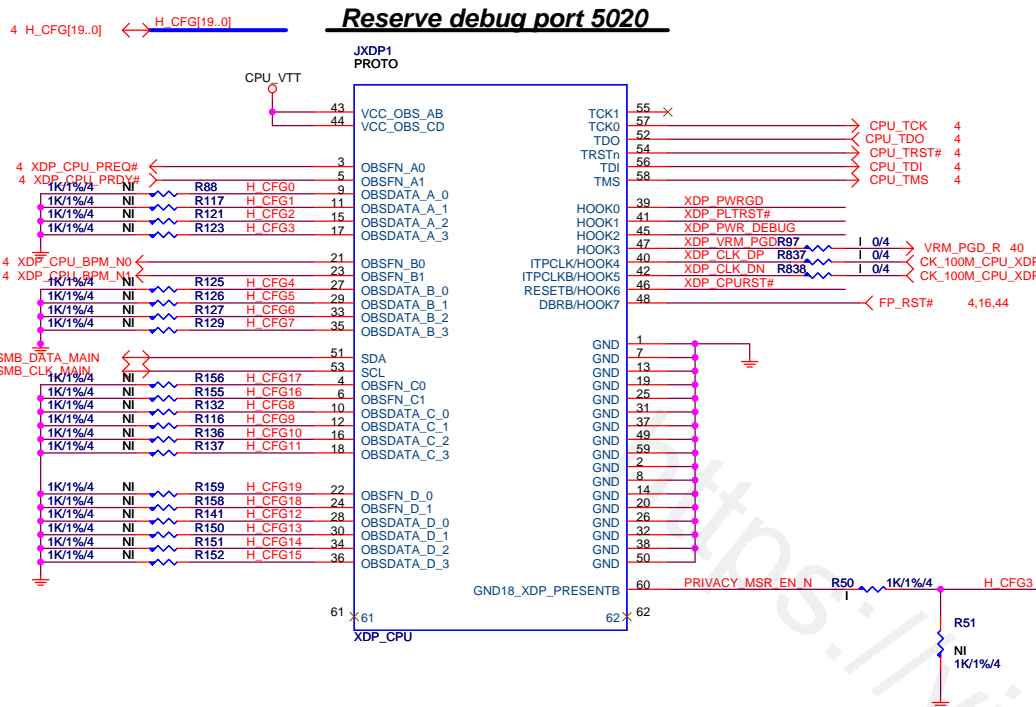 Reserve debug port 5020
4 H_CFG[19..0] H_CFG[19..0]
JXDP1
PROTO
CPU_VTT
43 VCC_OBS_AB TCK1 55
44 VCC_OBS_CD TCK0 57 CPU_TCK 4
TDO 52 CPU_TDO 4
TRSTn 54 CPU_TRST# 4
4 XDP_CPU_PREQ# 3 OBSFN_A0 TDI 56 CPU_TDI 4
4 XDP_CPU_PRDY# 5 OBSFN_A1 TMS 58 CPU_TMS 4
1K/1%/4 NI R88 H_CFG0 9 OBSDATA_A_0
1K/1%/4 NI R117 H_CFG1 11 OBSDATA_A_1 HOOK0 39 XDP_PWRGD
1K/1%/4 NI R121 H_CFG2 15 OBSDATA_A_2 HOOK1 41 XDP_PLTRST#
1K/1%/4 NI R123 H_CFG3 17 OBSDATA_A_3 HOOK2 45 XDP_PWR_DEBUG
HOOK3 47 XDP_VRM_PGD R97 I 0/4 VRM_PGD_R 40
4 XDP_CPU_BPM_N0 21 OBSFN_B0 ITPCLK/HOOK4 40 XDP_CLK_DP R837 I 0/4 CK_100M_CPU_XDP
4 XDP_CPU_BPM_N1 23 OBSFN_B1 ITPCLKB/HOOK5 42 XDP_CLK_DN R838 I 0/4 CK_100M_CPU_XDP
1K/1%/4 NI R125 H_CFG4 27 OBSDATA_B_0 RESETB/HOOK6 46 XDP_CPURST#
1K/1%/4 NI R126 H_CFG5 29 OBSDATA_B_1 DBRB/HOOK7 48 FP_RST# 4,16,44
1K/1%/4 NI R127 H_CFG6 33 OBSDATA_B_2
1K/1%/4 NI R129 H_CFG7 35 OBSDATA_B_3
GND 1
SMB_DATA_MAIN 51 SDA GND 7
SMB_CLK_MAIN 53 SCL GND 13
1K/1%/4 NI R156 H_CFG17 4 OBSFN_C0 GND 19
1K/1%/4 NI R155 H_CFG16 6 OBSFN_C1 GND 25
1K/1%/4 NI R132 H_CFG8 10 OBSDATA_C_0 GND 31
1K/1%/4 NI R116 H_CFG9 12 OBSDATA_C_1 GND 37
1K/1%/4 NI R136 H_CFG10 16 OBSDATA_C_2 GND 49
1K/1%/4 NI R137 H_CFG11 18 OBSDATA_C_3 GND 59
GND 2
GND 8
1K/1%/4 NI R159 H_CFG19 22 OBSFN_D_0 GND 14
1K/1%/4 NI R158 H_CFG18 24 OBSFN_D_1 GND 20
1K/1%/4 NI R141 H_CFG12 28 OBSDATA_D_0 GND 26
1K/1%/4 NI R150 H_CFG13 30 OBSDATA_D_1 GND 32
1K/1%/4 NI R151 H_CFG14 34 OBSDATA_D_2 GND 38
1K/1%/4 NI R152 H_CFG15 36 OBSDATA_D_3 GND 50
GND18_XDP_PRESENTB 60 PRIVACY_MSR_EN_N R50 I 1K/1%/4 H_CFG3
61 61 62 62
XDP_CPU
R51
NI
1K/1%/4
https://vi